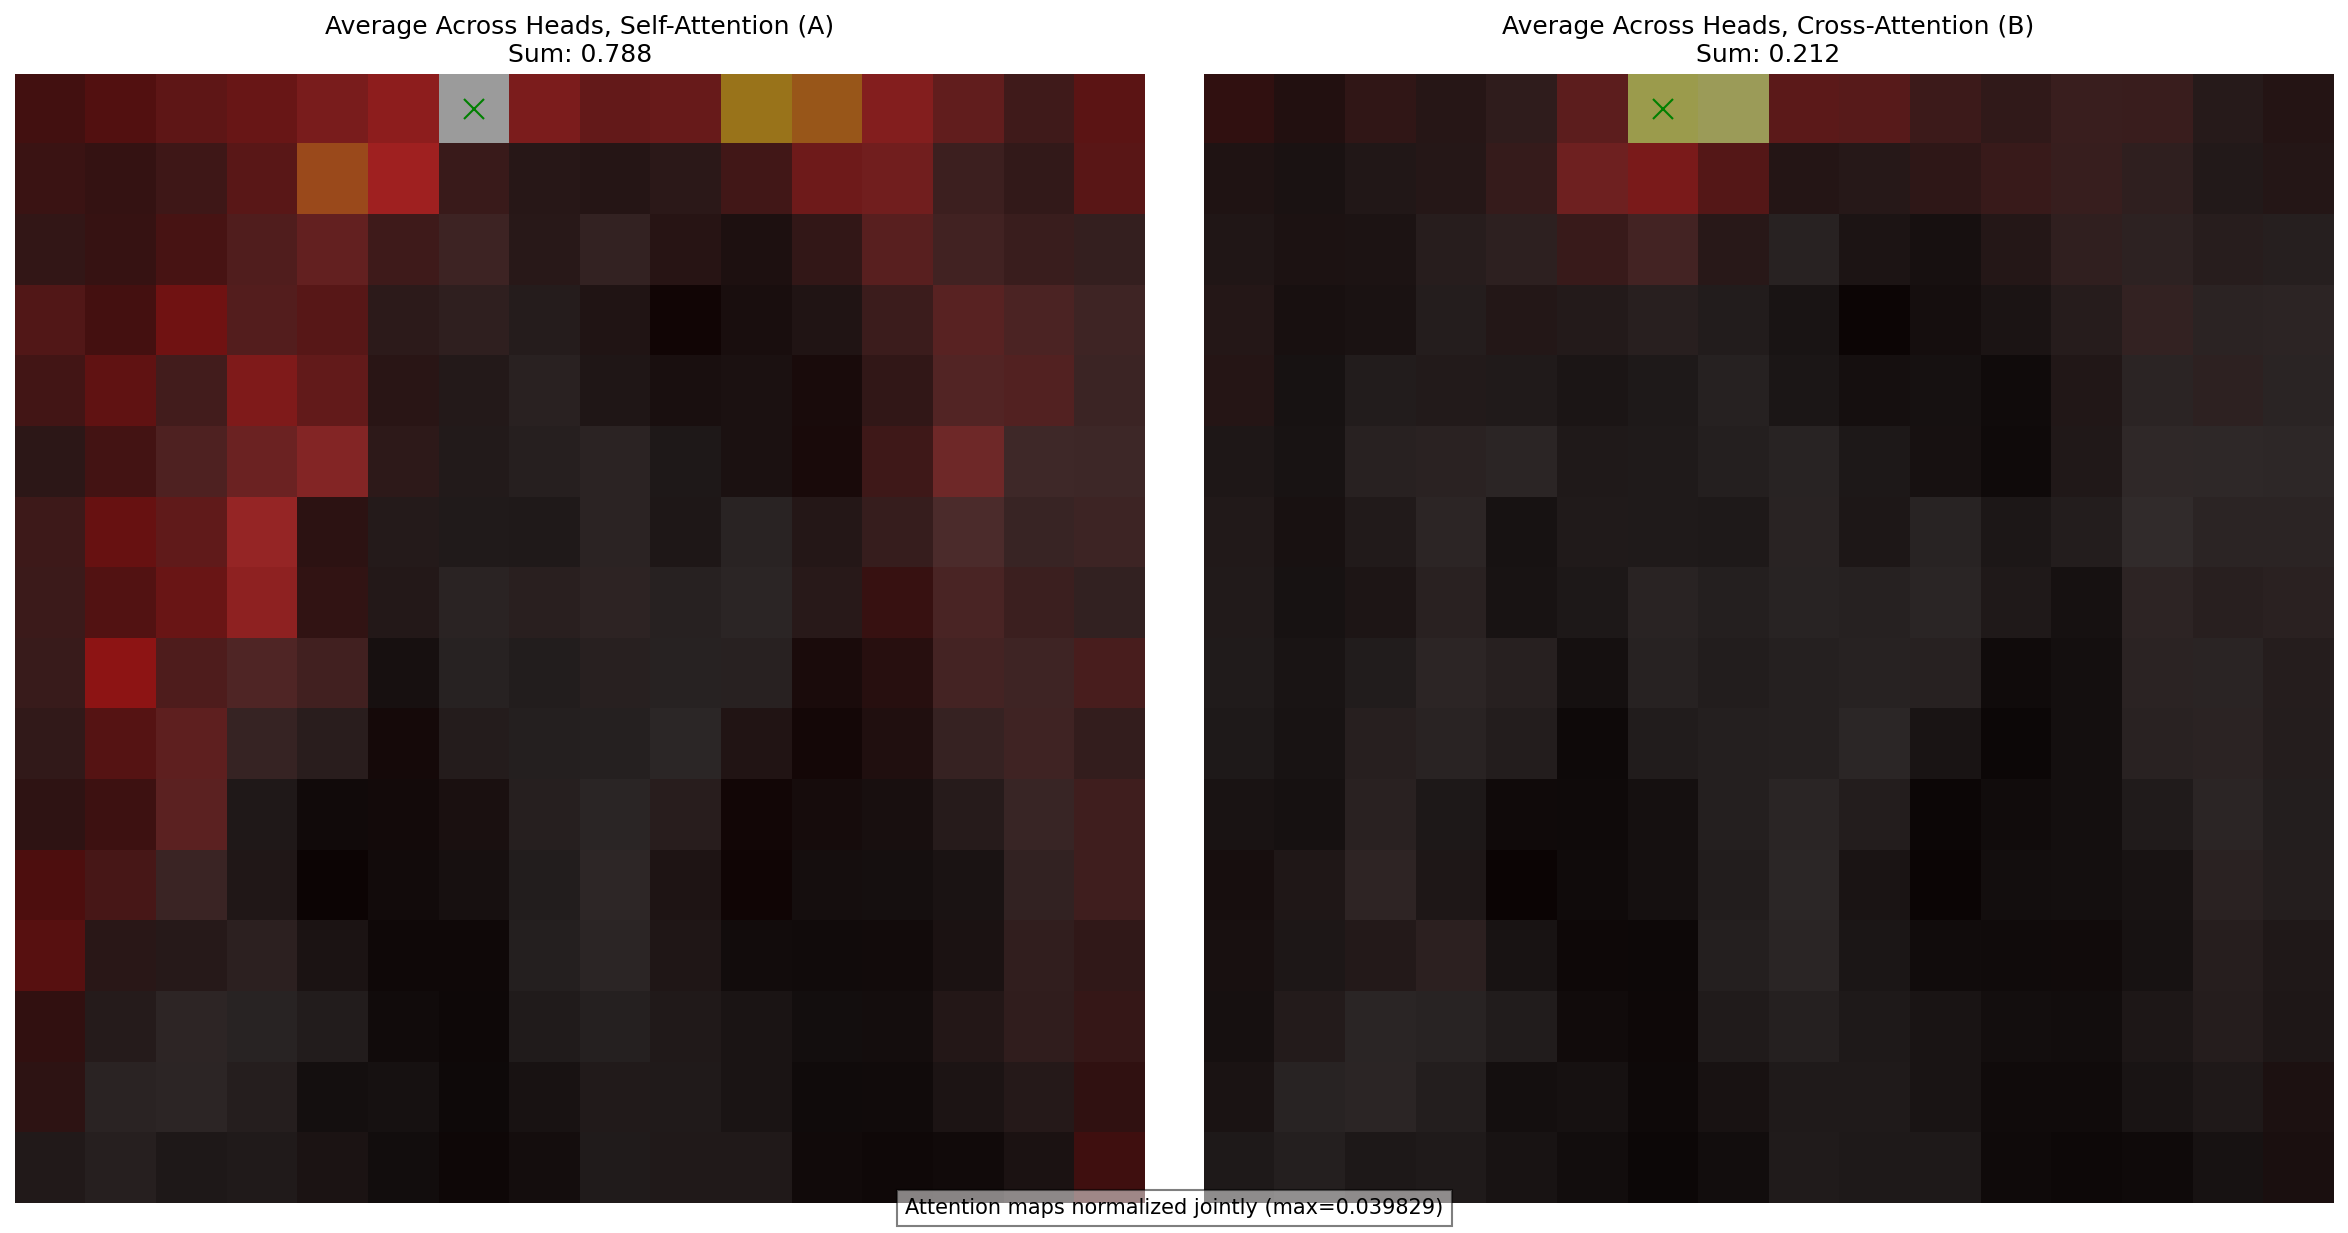 Average Across Heads, Self-Attention (A)
Sum: 0.788
Average Across Heads, Cross-Attention (B)
Sum: 0.212
Attention maps normalized jointly (max=0.039829)